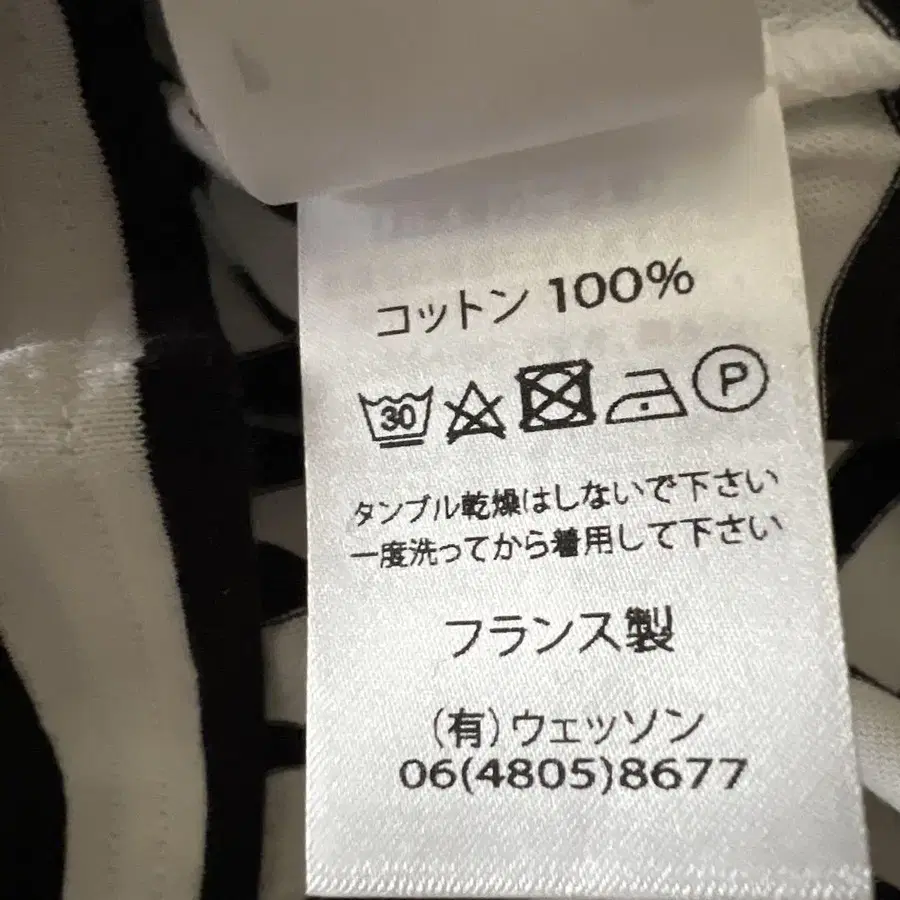 コットン 100%
30 P
タンブル乾燥はしないで下さい
一度洗ってから着用して下さい
フランス製
(有)ウェッソン
06(4805)8677